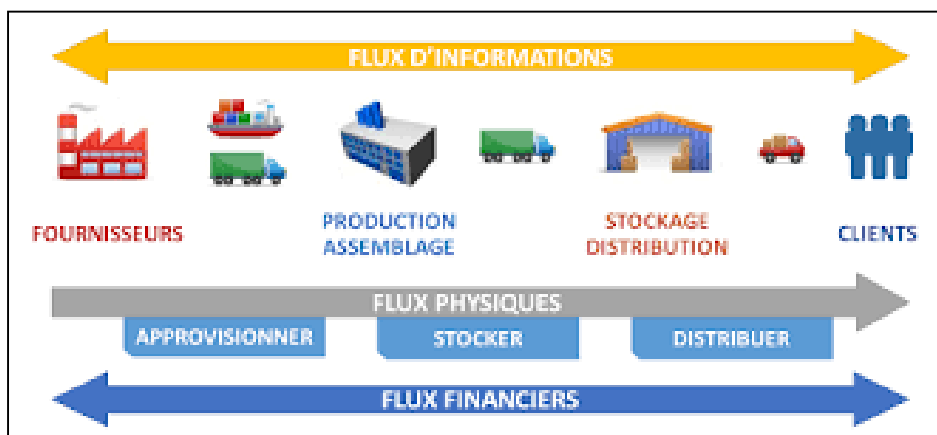 FLUX D'INFORMATIONS
FOURNISSEURS
PRODUCTION
ASSEMBLAGE
STOCKAGE
DISTRIBUTION
CLIENTS
FLUX PHYSIQUES
APPROVISIONNER
STOCKER
DISTRIBUER
FLUX FINANCIERS